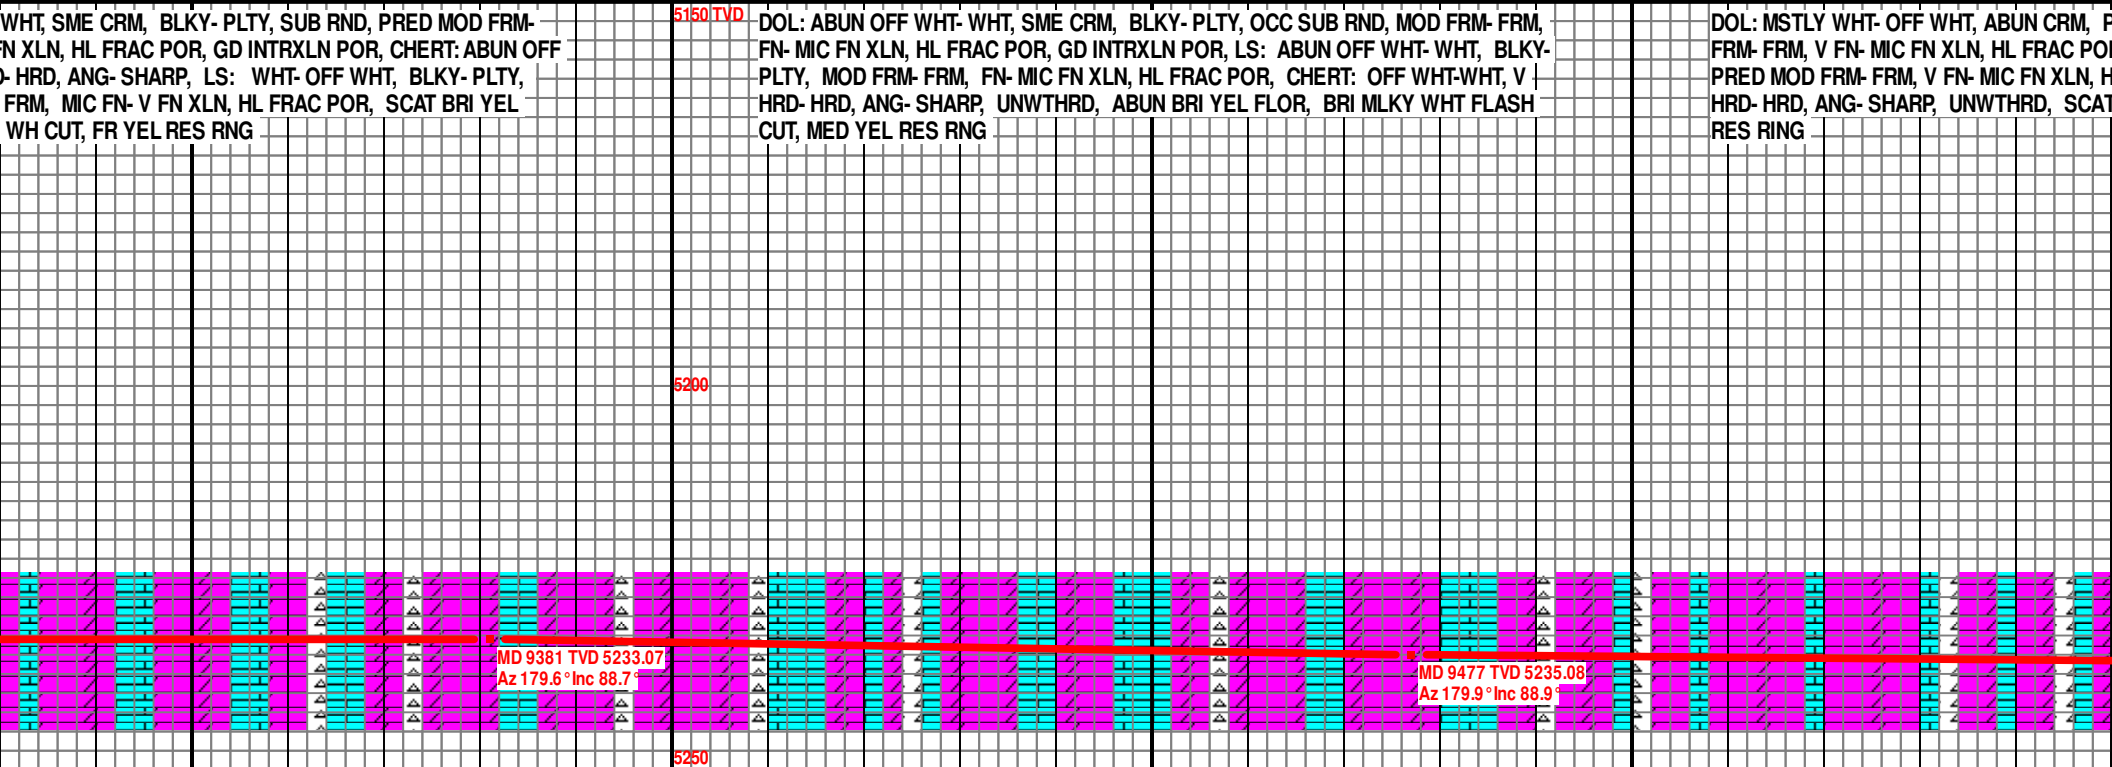 WHT, SME CRM, BLKY- PLTY, SUB RND, PRED MOD FRM-
FN XLN, HL FRAC POR, GD INTRXLN POR, CHERT: ABUN OFF
- HRD, ANG- SHARP, LS: WHT- OFF WHT, BLKY- PLTY,
FRM, MIC FN- V FN XLN, HL FRAC POR, SCAT BRI YEL
WH CUT, FR YEL RES RNG
5150 TVD
DOL: ABUN OFF WHT- WHT, SME CRM, BLKY- PLTY, OCC SUB RND, MOD FRM- FRM,
FN- MIC FN XLN, HL FRAC POR, GD INTRXLN POR, LS: ABUN OFF WHT- WHT, BLKY-
PLTY, MOD FRM- FRM, FN- MIC FN XLN, HL FRAC POR, CHERT: OFF WHT-WHT, V
HRD- HRD, ANG- SHARP, UNWTHRD, ABUN BRI YEL FLOR, BRI MLKY WHT FLASH
CUT, MED YEL RES RNG
DOL: MSTLY WHT- OFF WHT, ABUN CRM,
FRM- FRM, V FN- MIC FN XLN, HL FRAC
PRED MOD FRM- FRM, V FN- MIC FN XLN,
HRD- HRD, ANG- SHARP, UNWTHRD, SCAT
RES RING
5200
MD 9381 TVD 5233.07
Az 179.6° Inc 88.7°
MD 9477 TVD 5235.08
Az 179.9° Inc 88.9°
5250